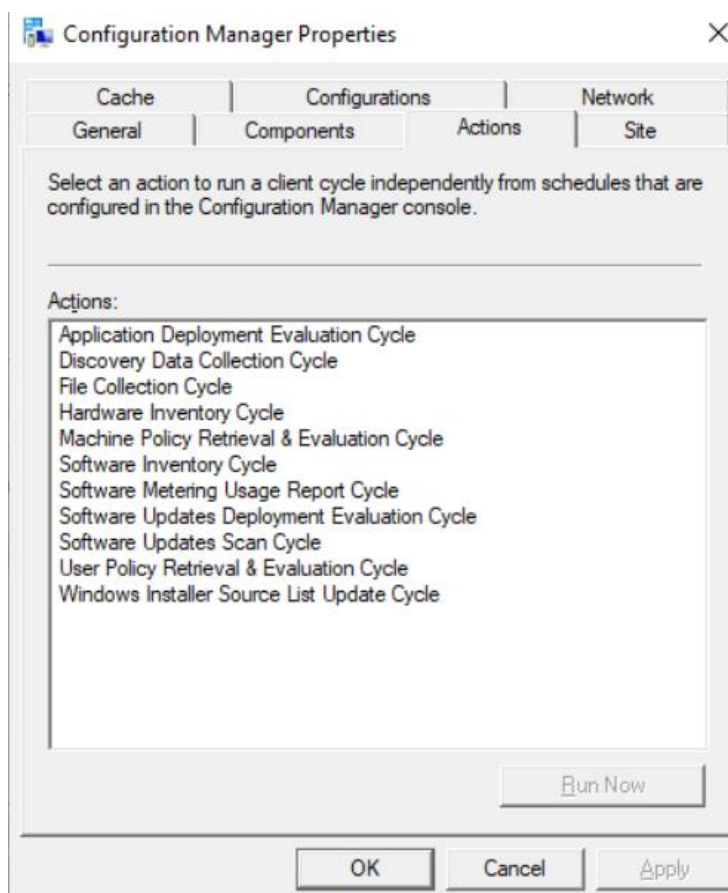 Configuration Manager Properties
Cache
Configurations
Network
General
Components
Actions
Site
Select an action to run a client cycle independently from schedules that are
configured in the Configuration Manager console.
Actions:
Application Deployment Evaluation Cycle
Discovery Data Collection Cycle
File Collection Cycle
Hardware Inventory Cycle
Machine Policy Retrieval & Evaluation Cycle
Software Inventory Cycle
Software Metering Usage Report Cycle
Software Updates Deployment Evaluation Cycle
Software Updates Scan Cycle
User Policy Retrieval & Evaluation Cycle
Windows Installer Source List Update Cycle
Run Now
OK
Cancel
Apply